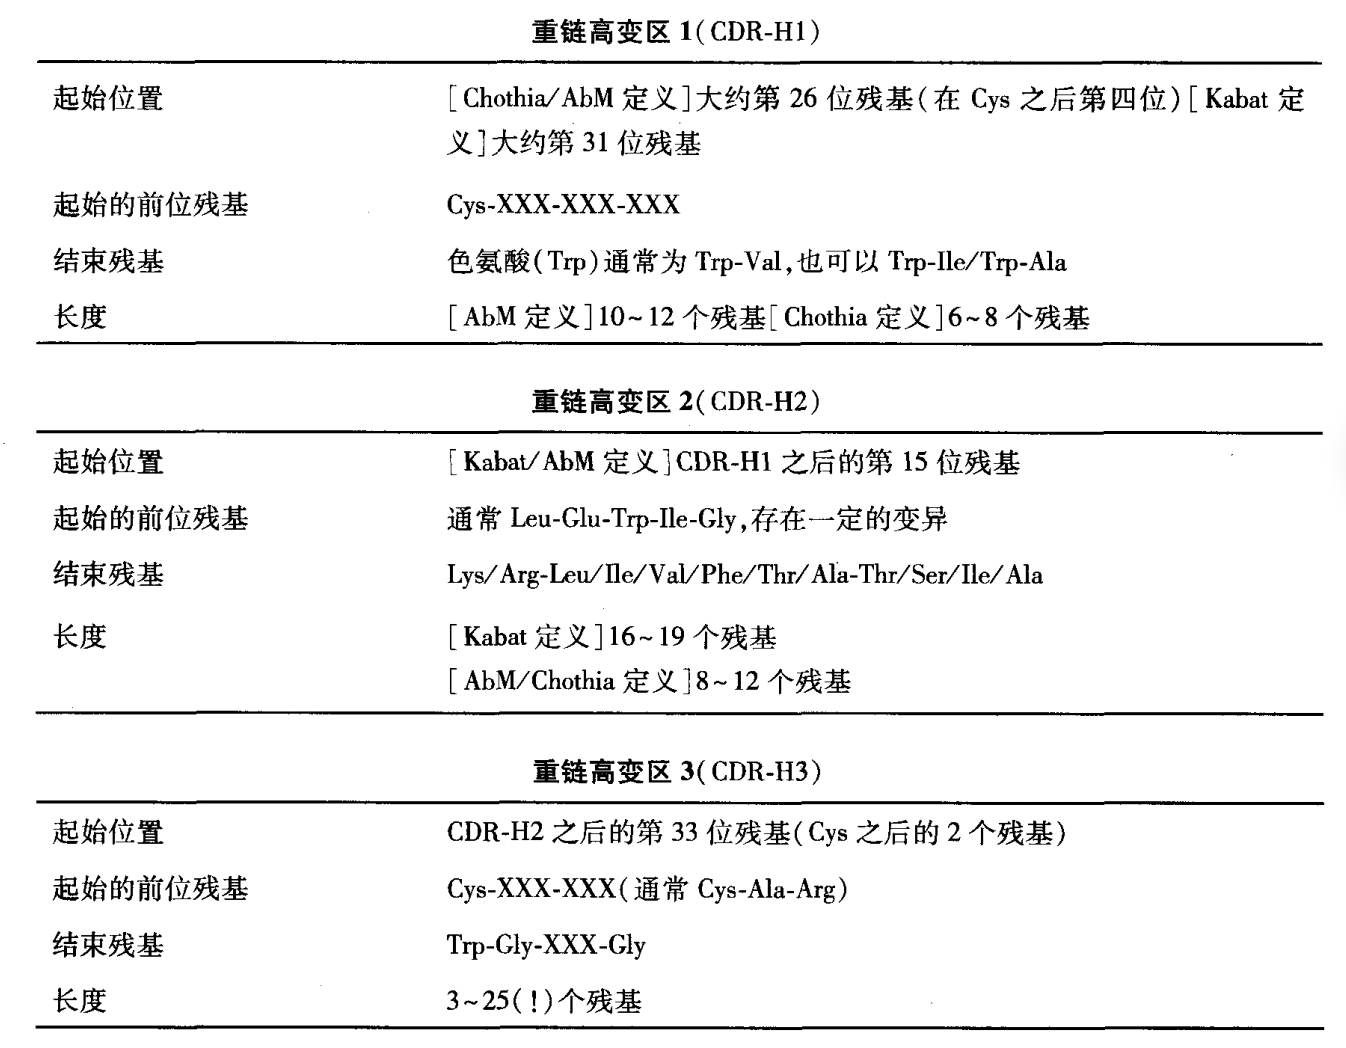 重链高变区 1(CDR-H1)
起始位置 [Chothia/AbM 定义]大约第 26 位残基(在 Cys 之后第四位)[Kabat 定
义]大约第 31 位残基
起始的前位残基 Cys-XXX-XXX-XXX
结束残基 色氨酸(Trp)通常为 Trp-Val,也可以 Trp-Ile/Trp-Ala
长度 [AbM 定义]10~12 个残基[Chothia 定义]6~8 个残基
重链高变区 2(CDR-H2)
起始位置 [Kabat/AbM 定义]CDR-H1 之后的第 15 位残基
起始的前位残基 通常 Leu-Glu-Trp-Ile-Gly,存在一定的变异
结束残基 Lys/Arg-Leu/Ile/Val/Phe/Thr/Ala-Thr/Ser/Ile/Ala
长度 [Kabat 定义]16~19 个残基
[AbM/Chothia 定义]8~12 个残基
重链高变区 3(CDR-H3)
起始位置 CDR-H2 之后的第 33 位残基(Cys 之后的 2 个残基)
起始的前位残基 Cys-XXX-XXX(通常 Cys-Ala-Arg)
结束残基 Trp-Gly-XXX-Gly
长度 3~25(!)个残基